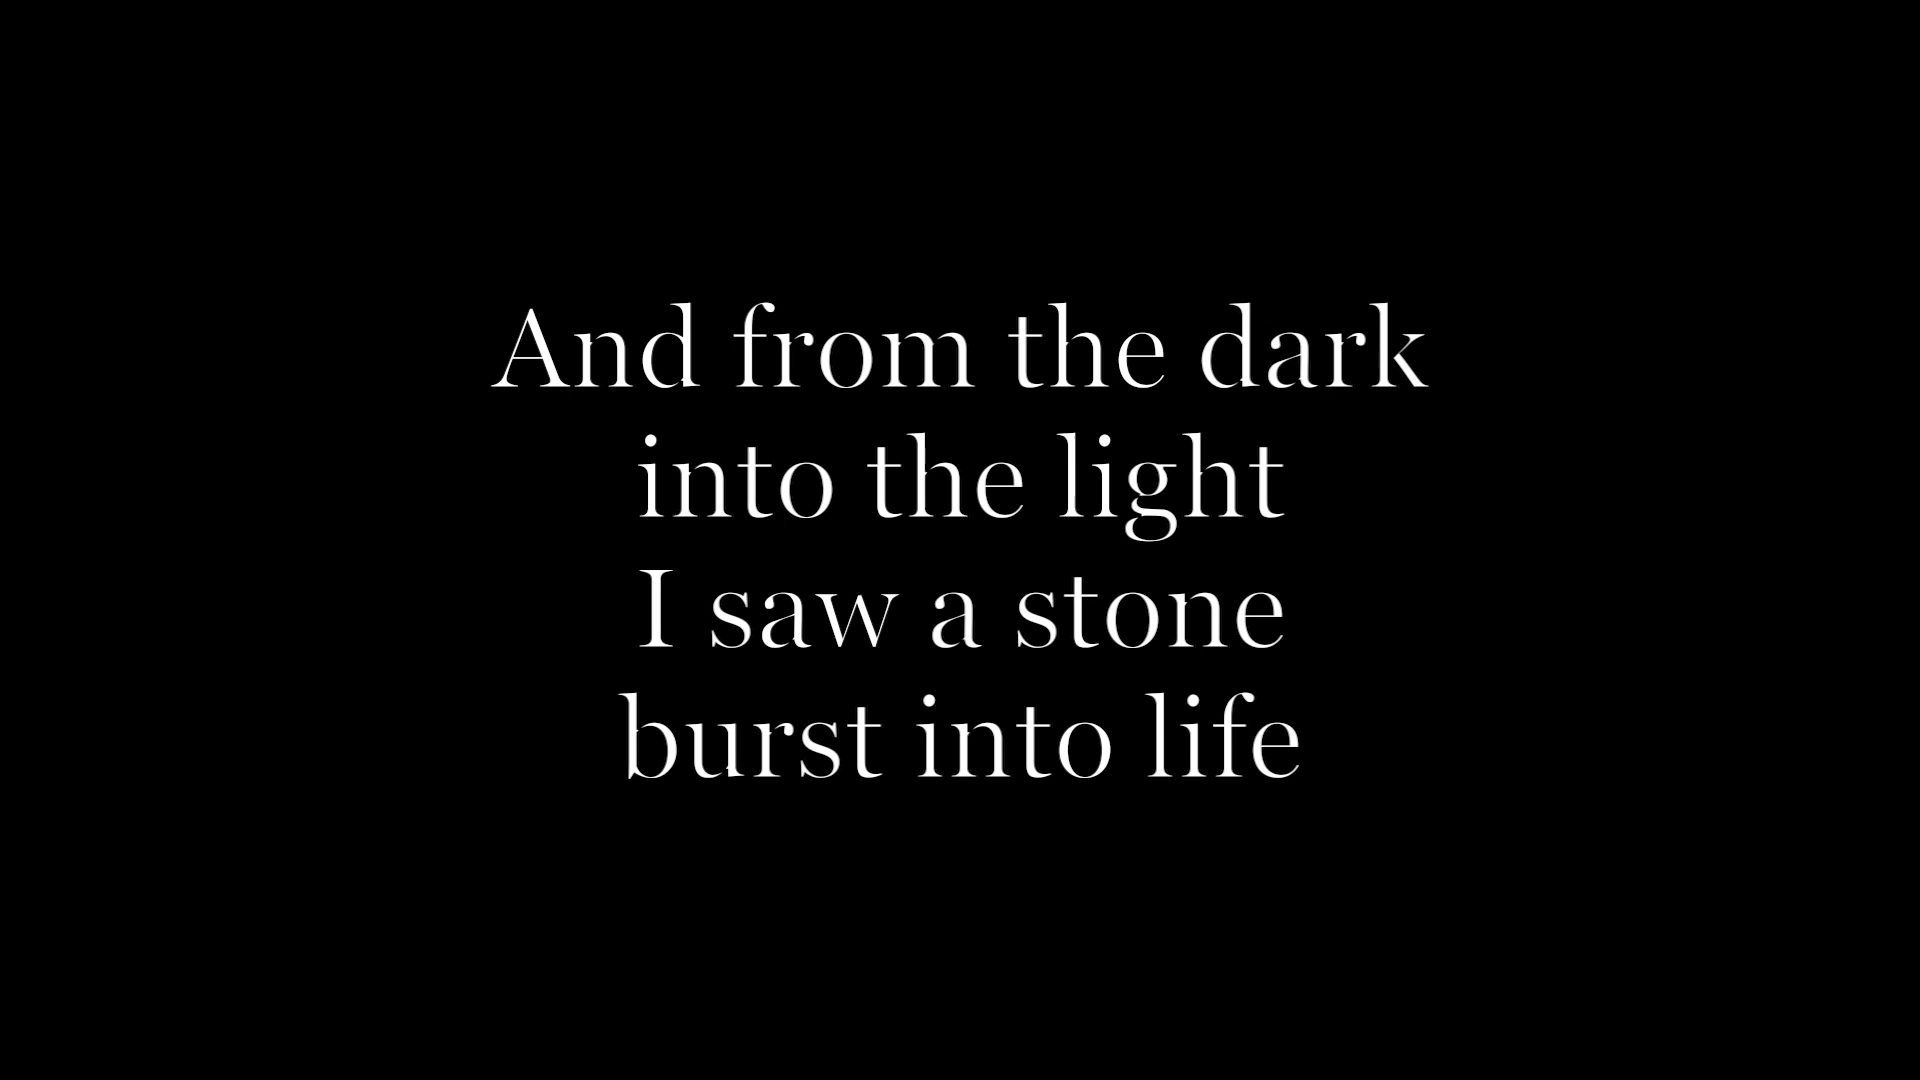 And from the dark
into the light
I saw a stone
burst into life